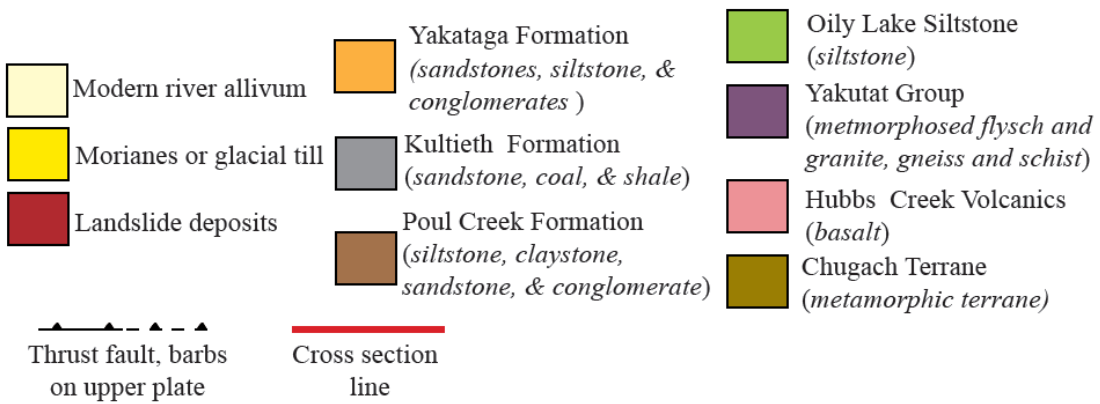 Modern river allivum
Morianes or glacial till
Landslide deposits
Thrust fault, barbs
on upper plate
Yakataga Formation
(sandstones, siltstone, &
conglomerates )
Kultieth Formation
(sandstone, coal, & shale)
Poul Creek Formation
(siltstone, claystone,
sandstone, & conglomerate)
Cross section
line
Oily Lake Siltstone
(siltstone)
Yakutat Group
(metmorphosed flysch and
granite, gneiss and schist)
Hubbs Creek Volcanics
(basalt)
Chugach Terrane
(metamorphic terrane)